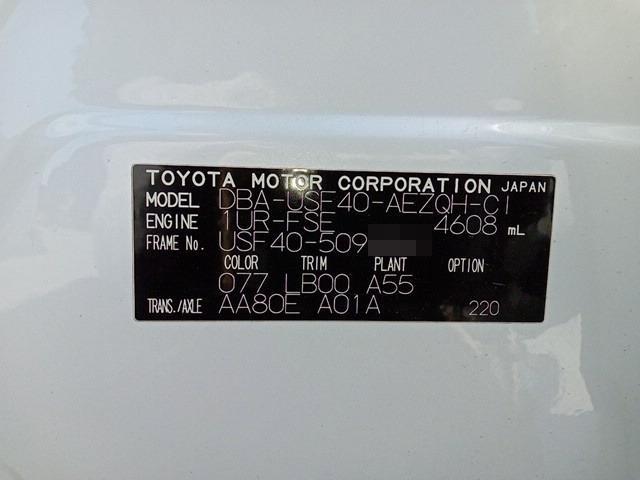 TOYOTA MOTOR CORPORATION JAPAN
MODEL DBA-USF40-AEZQH-CI
ENGINE 1UR-FSE 4608 mL
FRAME No. USF40-509
COLOR TRIM PLANT OPTION
077 LB00 A55
TRANS./AXLE AA80E A01A 220